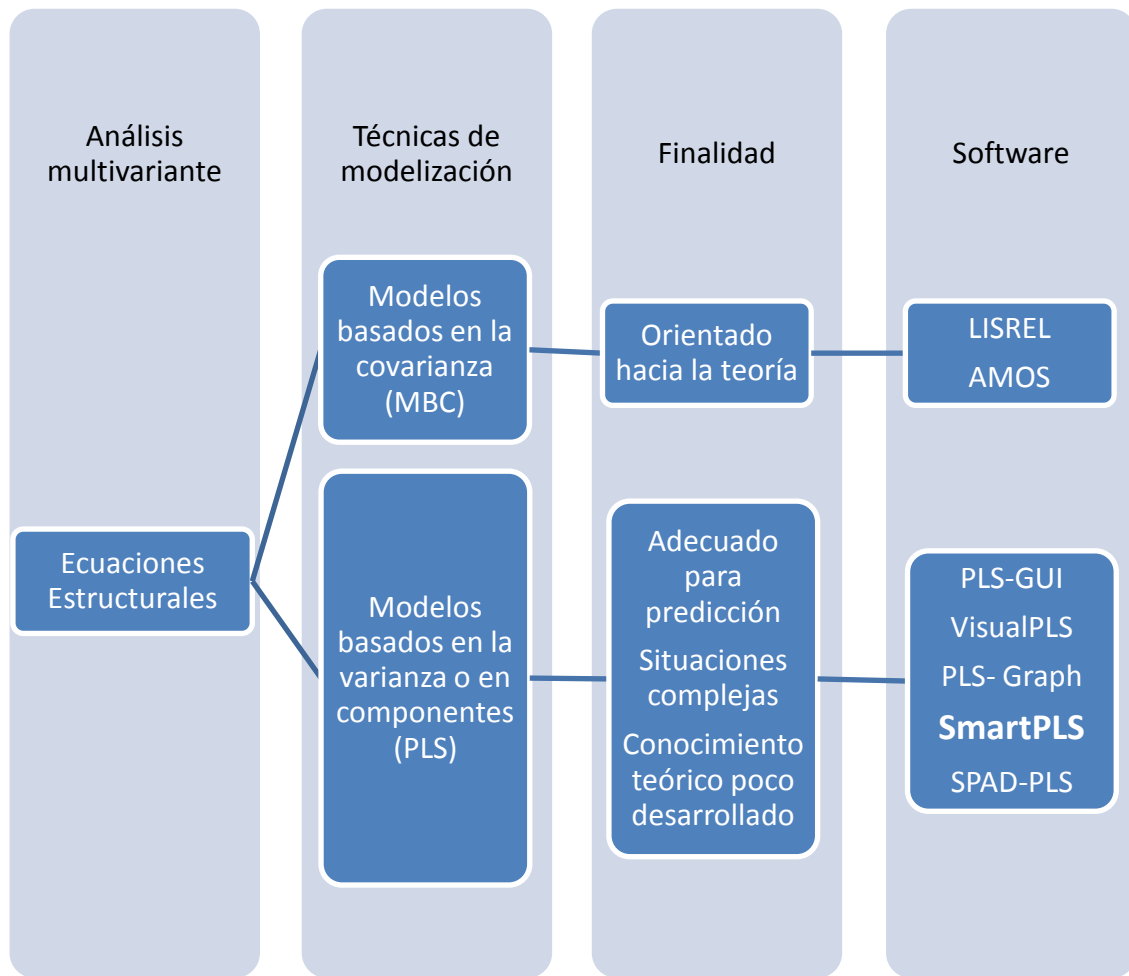 Análisis
multivariante
Técnicas de
modelización
Finalidad
Software
Modelos
basados en la
covarianza
(MBC)
Orientado
hacia la teoría
LISREL
AMOS
Ecuaciones
Estructurales
Modelos
basados en la
varianza o en
componentes
(PLS)
Adecuado
para
predicción
Situaciones
complejas
Conocimiento
teórico poco
desarrollado
PLS-GUI
VisualPLS
PLS- Graph
SmartPLS
SPAD-PLS